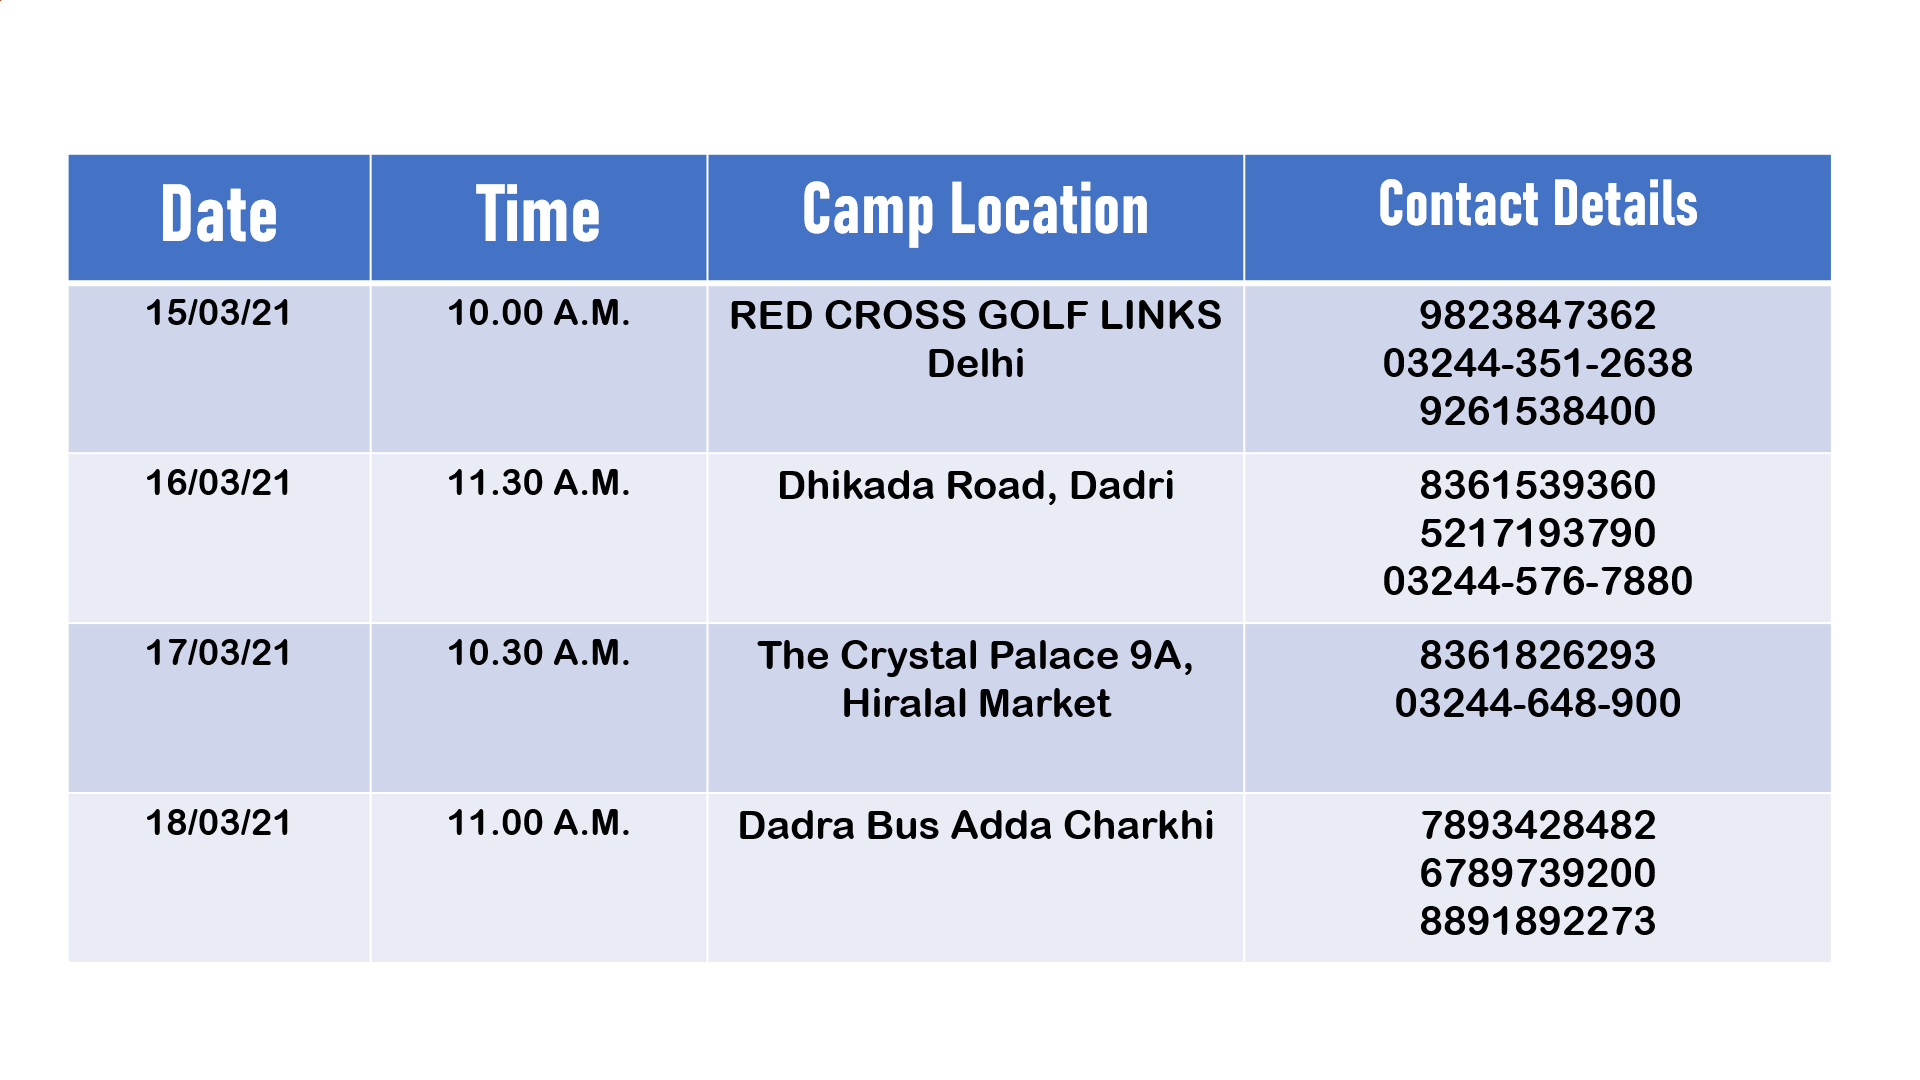 Date Time Camp Location Contact Details
15/03/21 10.00 A.M. RED CROSS GOLF LINKS 9823847362
Delhi 03244-351-2638
9261538400
16/03/21 11.30 A.M. Dhikada Road, Dadri 8361539360
5217193790
03244-576-7880
17/03/21 10.30 A.M. The Crystal Palace 9A, 8361826293
Hiralal Market 03244-648-900
18/03/21 11.00 A.M. Dadra Bus Adda Charkhi 7893428482
6789739200
8891892273